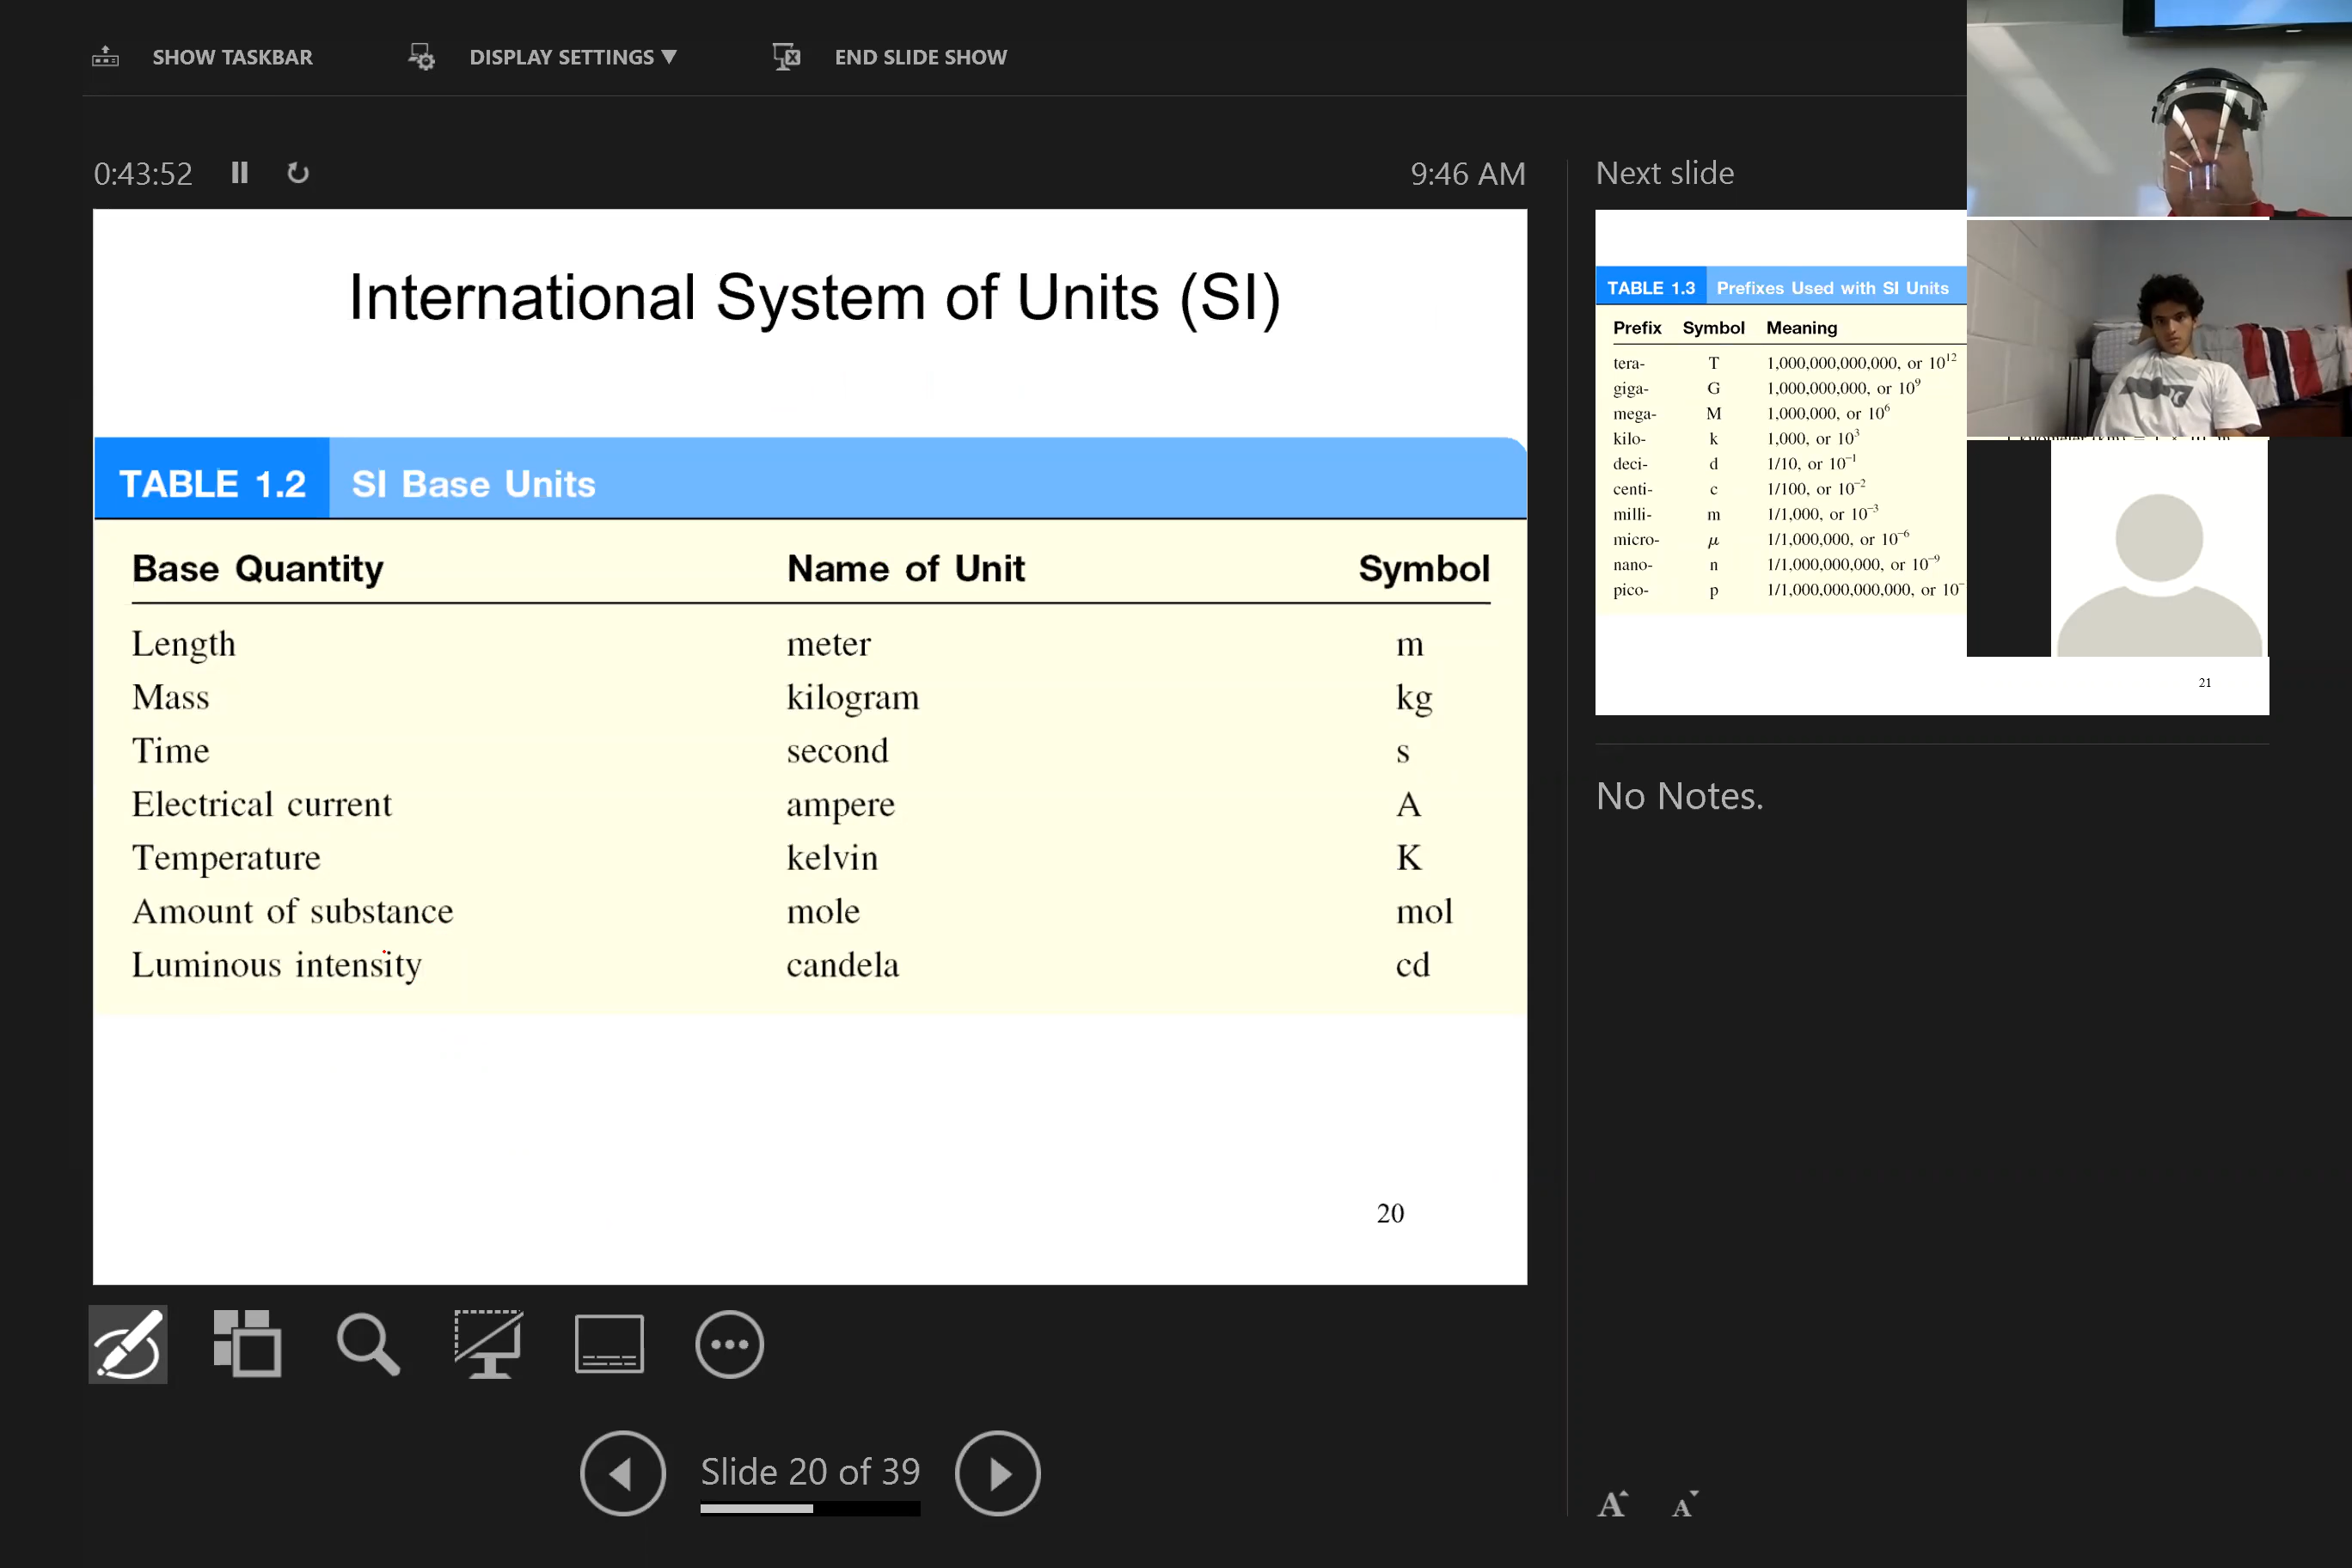 SHOW TASKBAR DISPLAY SETTINGS ▼ END SLIDE SHOW
0:43:52 9:46 AM
International System of Units (SI)
TABLE 1.2 SI Base Units
Base Quantity Name of Unit Symbol
Length meter m
Mass kilogram kg
Time second s
Electrical current ampere A
Temperature kelvin K
Amount of substance mole mol
Luminous intensity candela cd
20
Slide 20 of 39
Next slide
TABLE 1.3 Prefixes Used with SI Units
Prefix Symbol Meaning
tera- T 1,000,000,000,000, or 10¹²
giga- G 1,000,000,000, or 10⁹
mega- M 1,000,000, or 10⁶
kilo- k 1,000, or 10³
deci- d 1/10, or 10⁻¹
centi- c 1/100, or 10⁻²
milli- m 1/1,000, or 10⁻³
micro- μ 1/1,000,000, or 10⁻⁶
nano- n 1/1,000,000,000, or 10⁻⁹
pico- p 1/1,000,000,000,000, or 10⁻
21
No Notes.
A A